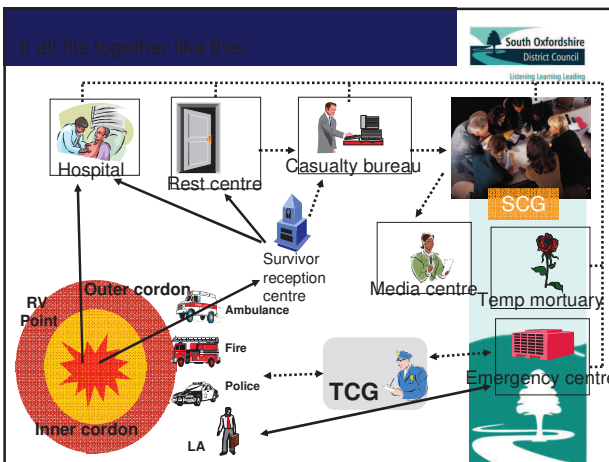 It all fits together like this:
South Oxfordshire
District Council
Listening Learning Leading
Hospital
Rest centre
Casualty bureau
SCG
Survivor
reception
centre
Media centre
Temp mortuary
Outer cordon
RV
Point
Ambulance
Fire
Police
TCG
Emergency centre
Inner cordon
LA